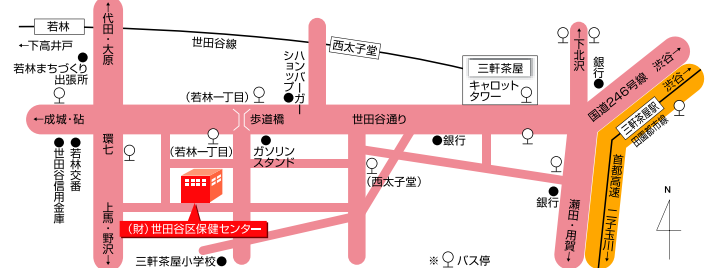 若林
←下高井戸
若林まちづくり
出張所
←代田・大原
世田谷線
ハンバーガー
ショップ
西太子堂
三軒茶屋
キャロット
タワー
←下北沢
銀行
国道246号線 渋谷→
渋谷→
三軒茶屋駅
田園都市線
(若林一丁目)
←成城・砧
環七
歩道橋
世田谷通り
(若林一丁目)
ガソリン
スタンド
銀行
(西太子堂)
世田谷信用金庫
若林交番
上馬・野沢→
(財)世田谷区保健センター
三軒茶屋小学校
銀行
瀬田・用賀→
首都高速 二子玉川→
N
※ バス停